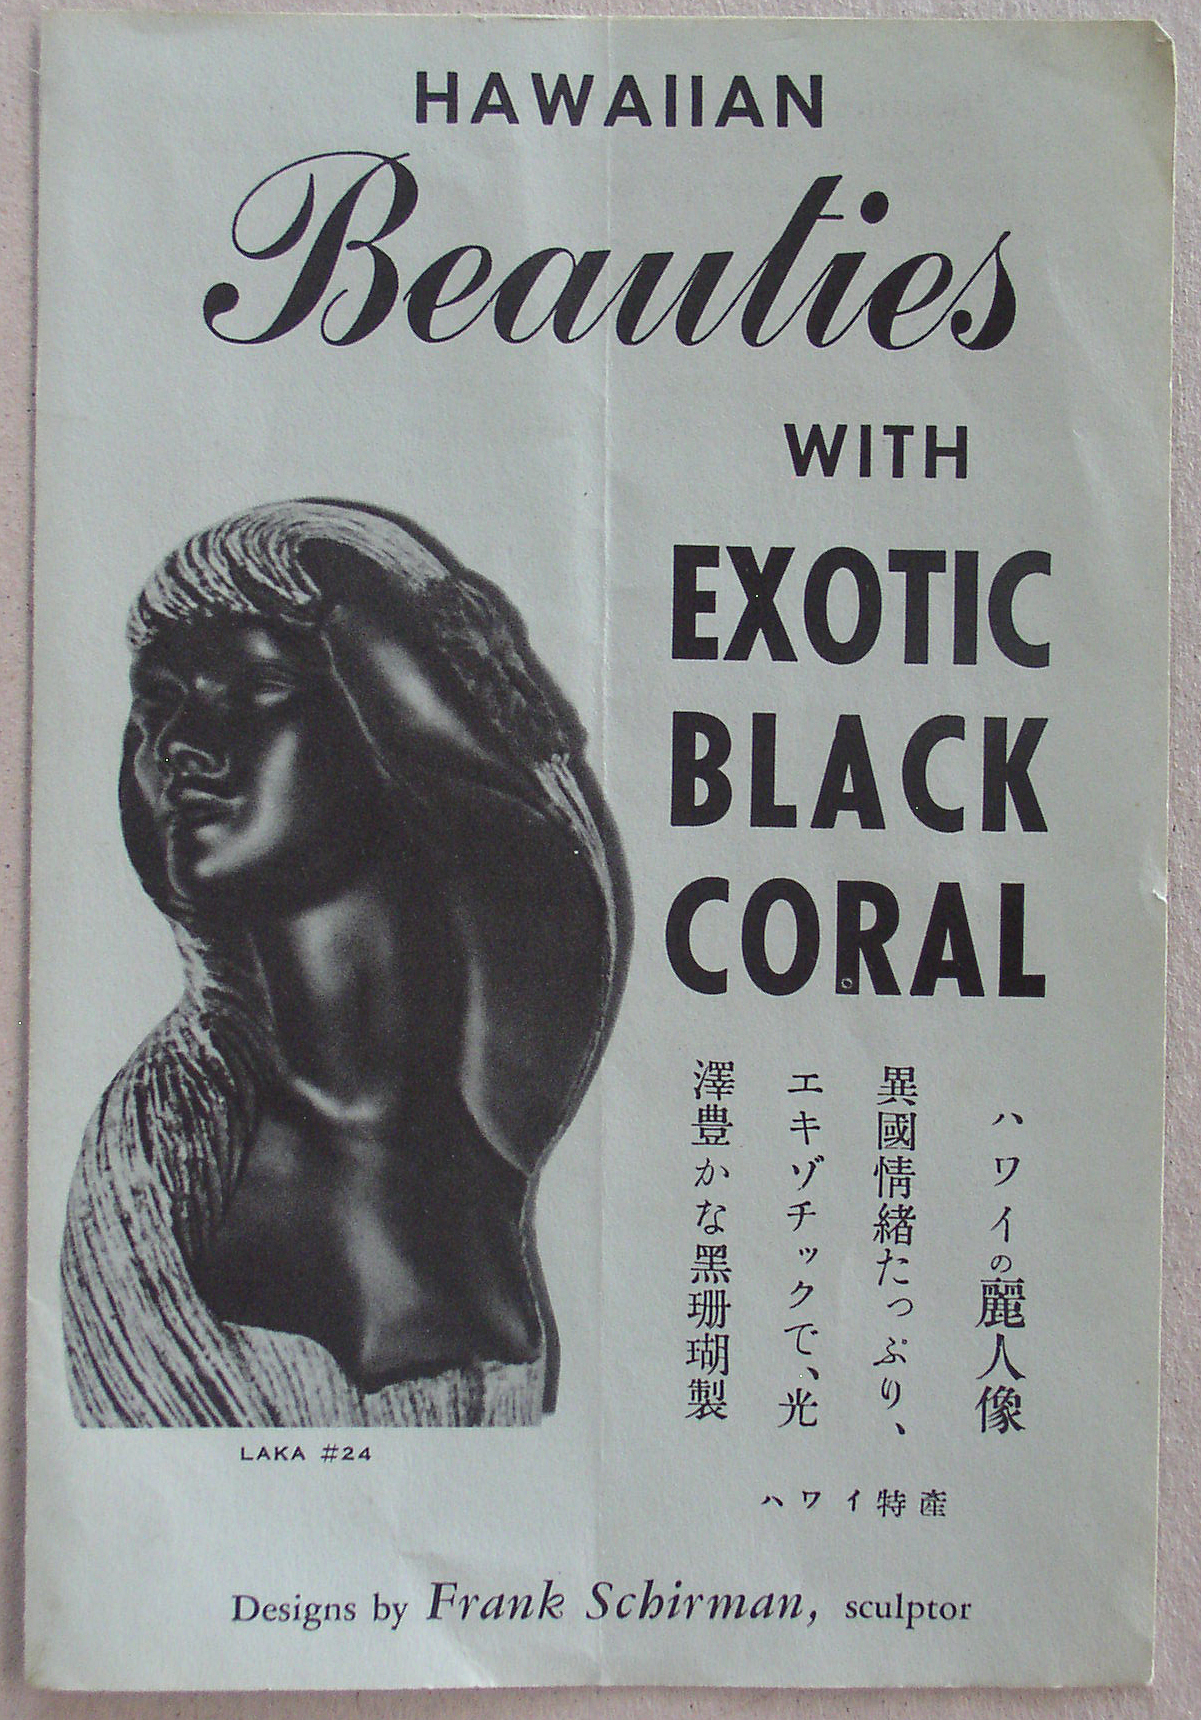 HAWAIIAN
Beauties
WITH
EXOTIC
BLACK
CORAL
ハワイの麗人像
異國情緒たっぷり、
エキゾチックで、光
澤豊かな黑珊瑚製
ハワイ特産
LAKA #24
Designs by Frank Schirman, sculptor